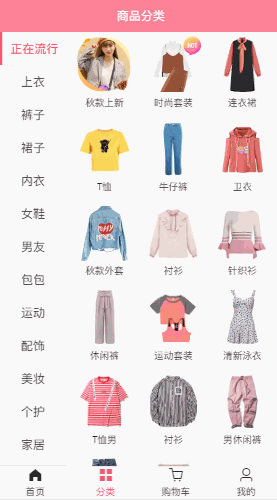 商品分类
正在流行
上衣
裤子
裙子
内衣
女鞋
男友
包包
运动
配饰
美妆
个护
家居
HOT
秋款上新
时尚套装
连衣裙
T恤
牛仔裤
卫衣
秋款外套
衬衫
针织衫
休闲裤
运动套装
清新泳衣
T恤男
衬衫
男休闲裤
首页
分类
购物车
我的